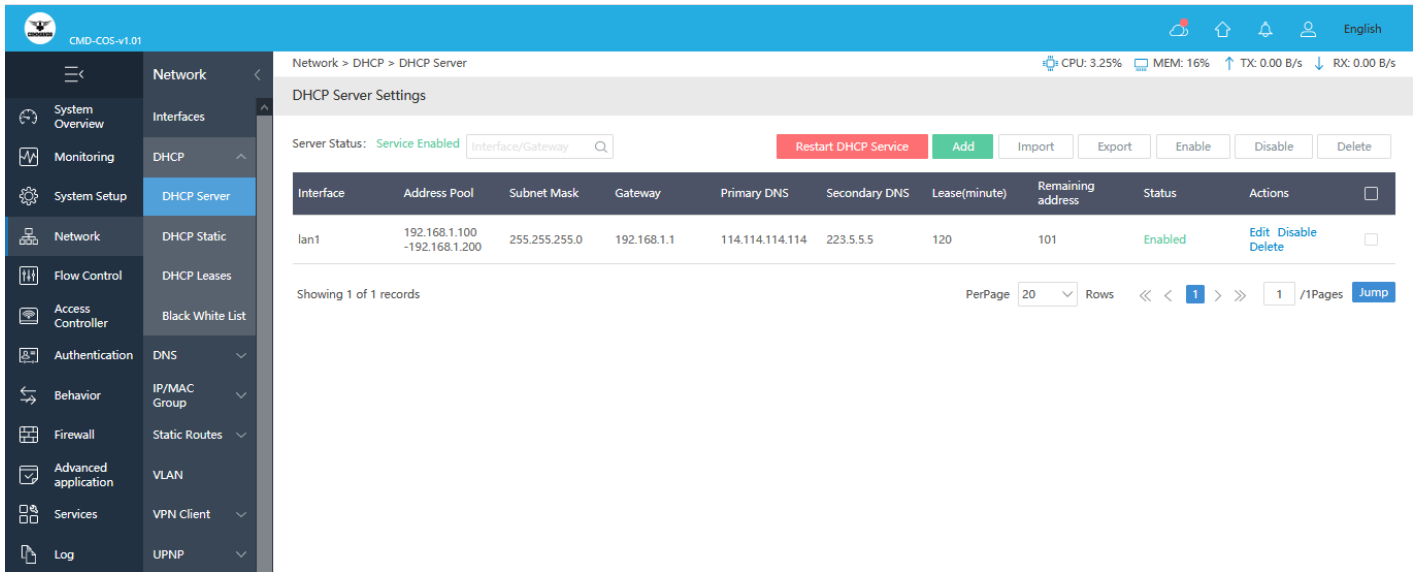 COMMANDO
CMD-COS-v1.01
English
Network
Network > DHCP > DHCP Server
CPU: 3.25% MEM: 16% TX: 0.00 B/s RX: 0.00 B/s
DHCP Server Settings
System
Overview
Monitoring
System Setup
Network
Flow Control
Access
Controller
Authentication
Behavior
Firewall
Advanced
application
Services
Log
Interfaces
DHCP
DHCP Server
DHCP Static
DHCP Leases
Black White List
DNS
IP/MAC
Group
Static Routes
VLAN
VPN Client
UPNP
Server Status: Service Enabled Interface/Gateway Restart DHCP Service Add Import Export Enable Disable Delete
Interface Address Pool Subnet Mask Gateway Primary DNS Secondary DNS Lease(minute) Remaining address Status Actions
lan1 192.168.1.100 -192.168.1.200 255.255.255.0 192.168.1.1 114.114.114.114 223.5.5.5 120 101 Enabled Edit Disable Delete
Showing 1 of 1 records PerPage 20 Rows 1 1 /1Pages Jump